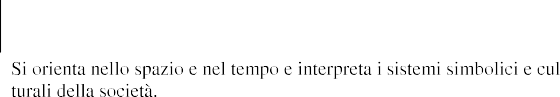 Si orienta nello spazio e nel tempo e interpreta i sistemi simbolici e cul
turali della società.